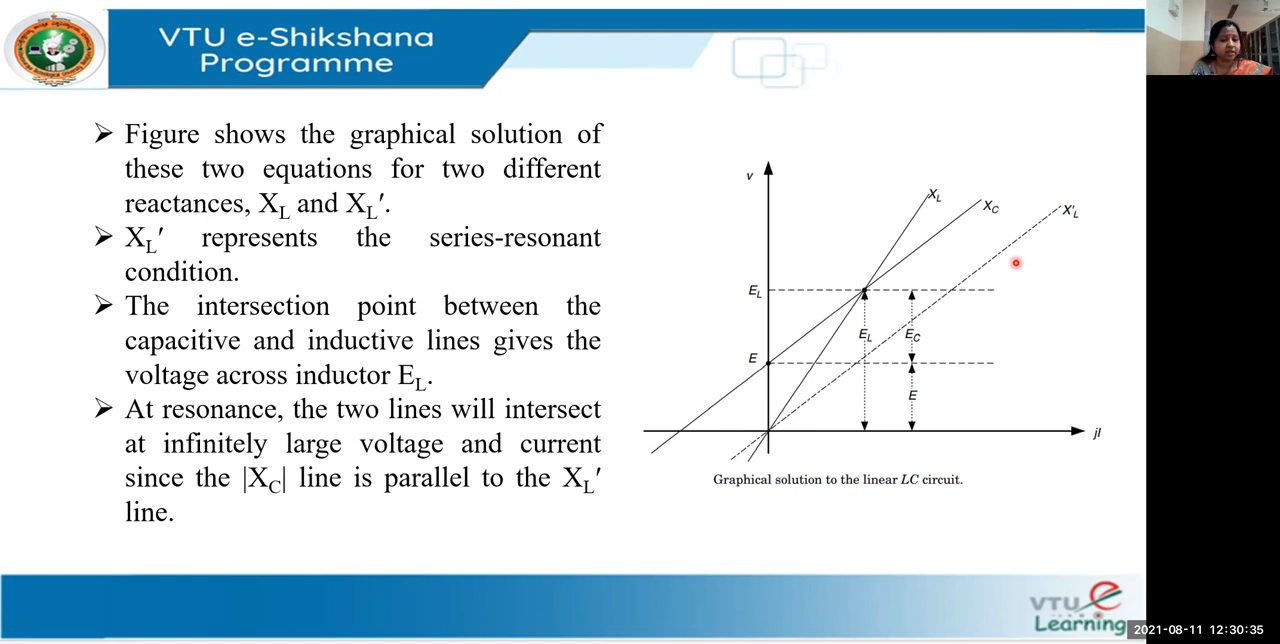 VTU e-Shikshana
Programme
➢ Figure shows the graphical solution of
these two equations for two different
reactances, X_L and X_L′.
➢ X_L′ represents the series-resonant
condition.
➢ The intersection point between the
capacitive and inductive lines gives the
voltage across inductor E_L.
➢ At resonance, the two lines will intersect
at infinitely large voltage and current
since the |X_C| line is parallel to the X_L′
line.
v
X_L
X_C
X'_L
E_L
E_L
E_C
E
E
jI
Graphical solution to the linear LC circuit.
VTU e
Learning
2021-08-11 12:30:35